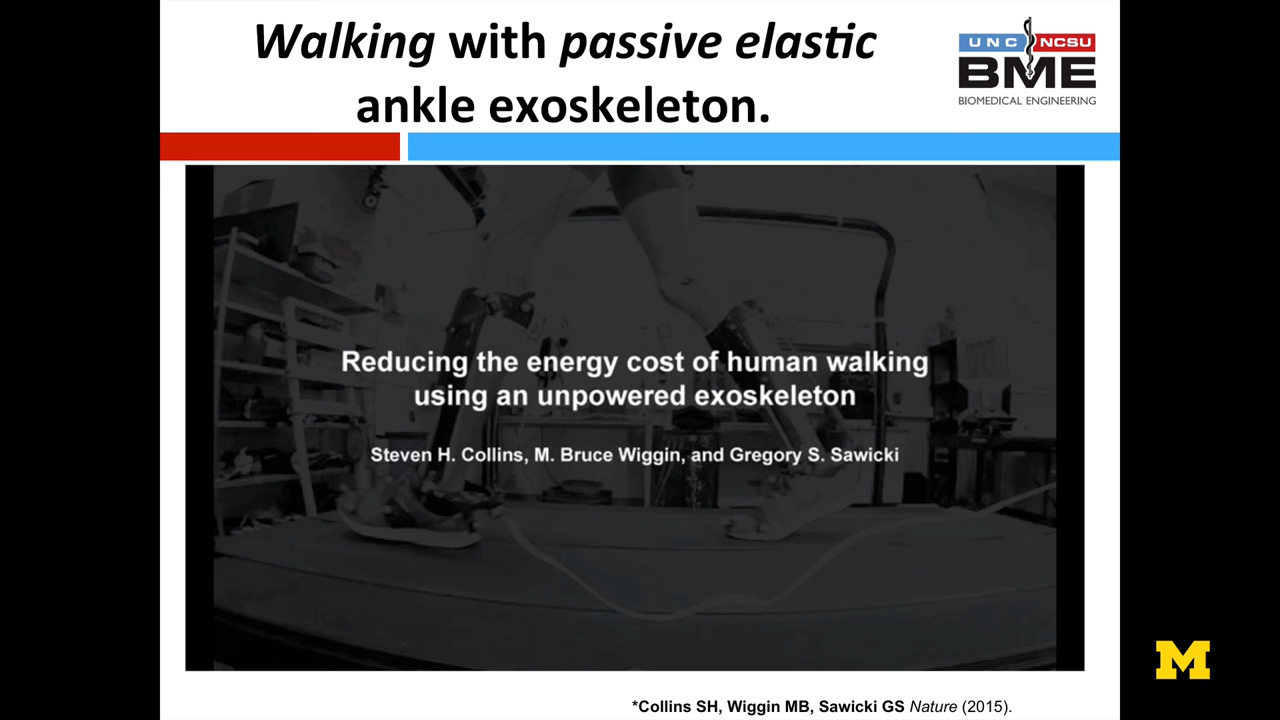 Walking with passive elastic
ankle exoskeleton.
UNC NCSU
BME
BIOMEDICAL ENGINEERING
Reducing the energy cost of human walking
using an unpowered exoskeleton
Steven H. Collins, M. Bruce Wiggin, and Gregory S. Sawicki
M
*Collins SH, Wiggin MB, Sawicki GS Nature (2015).